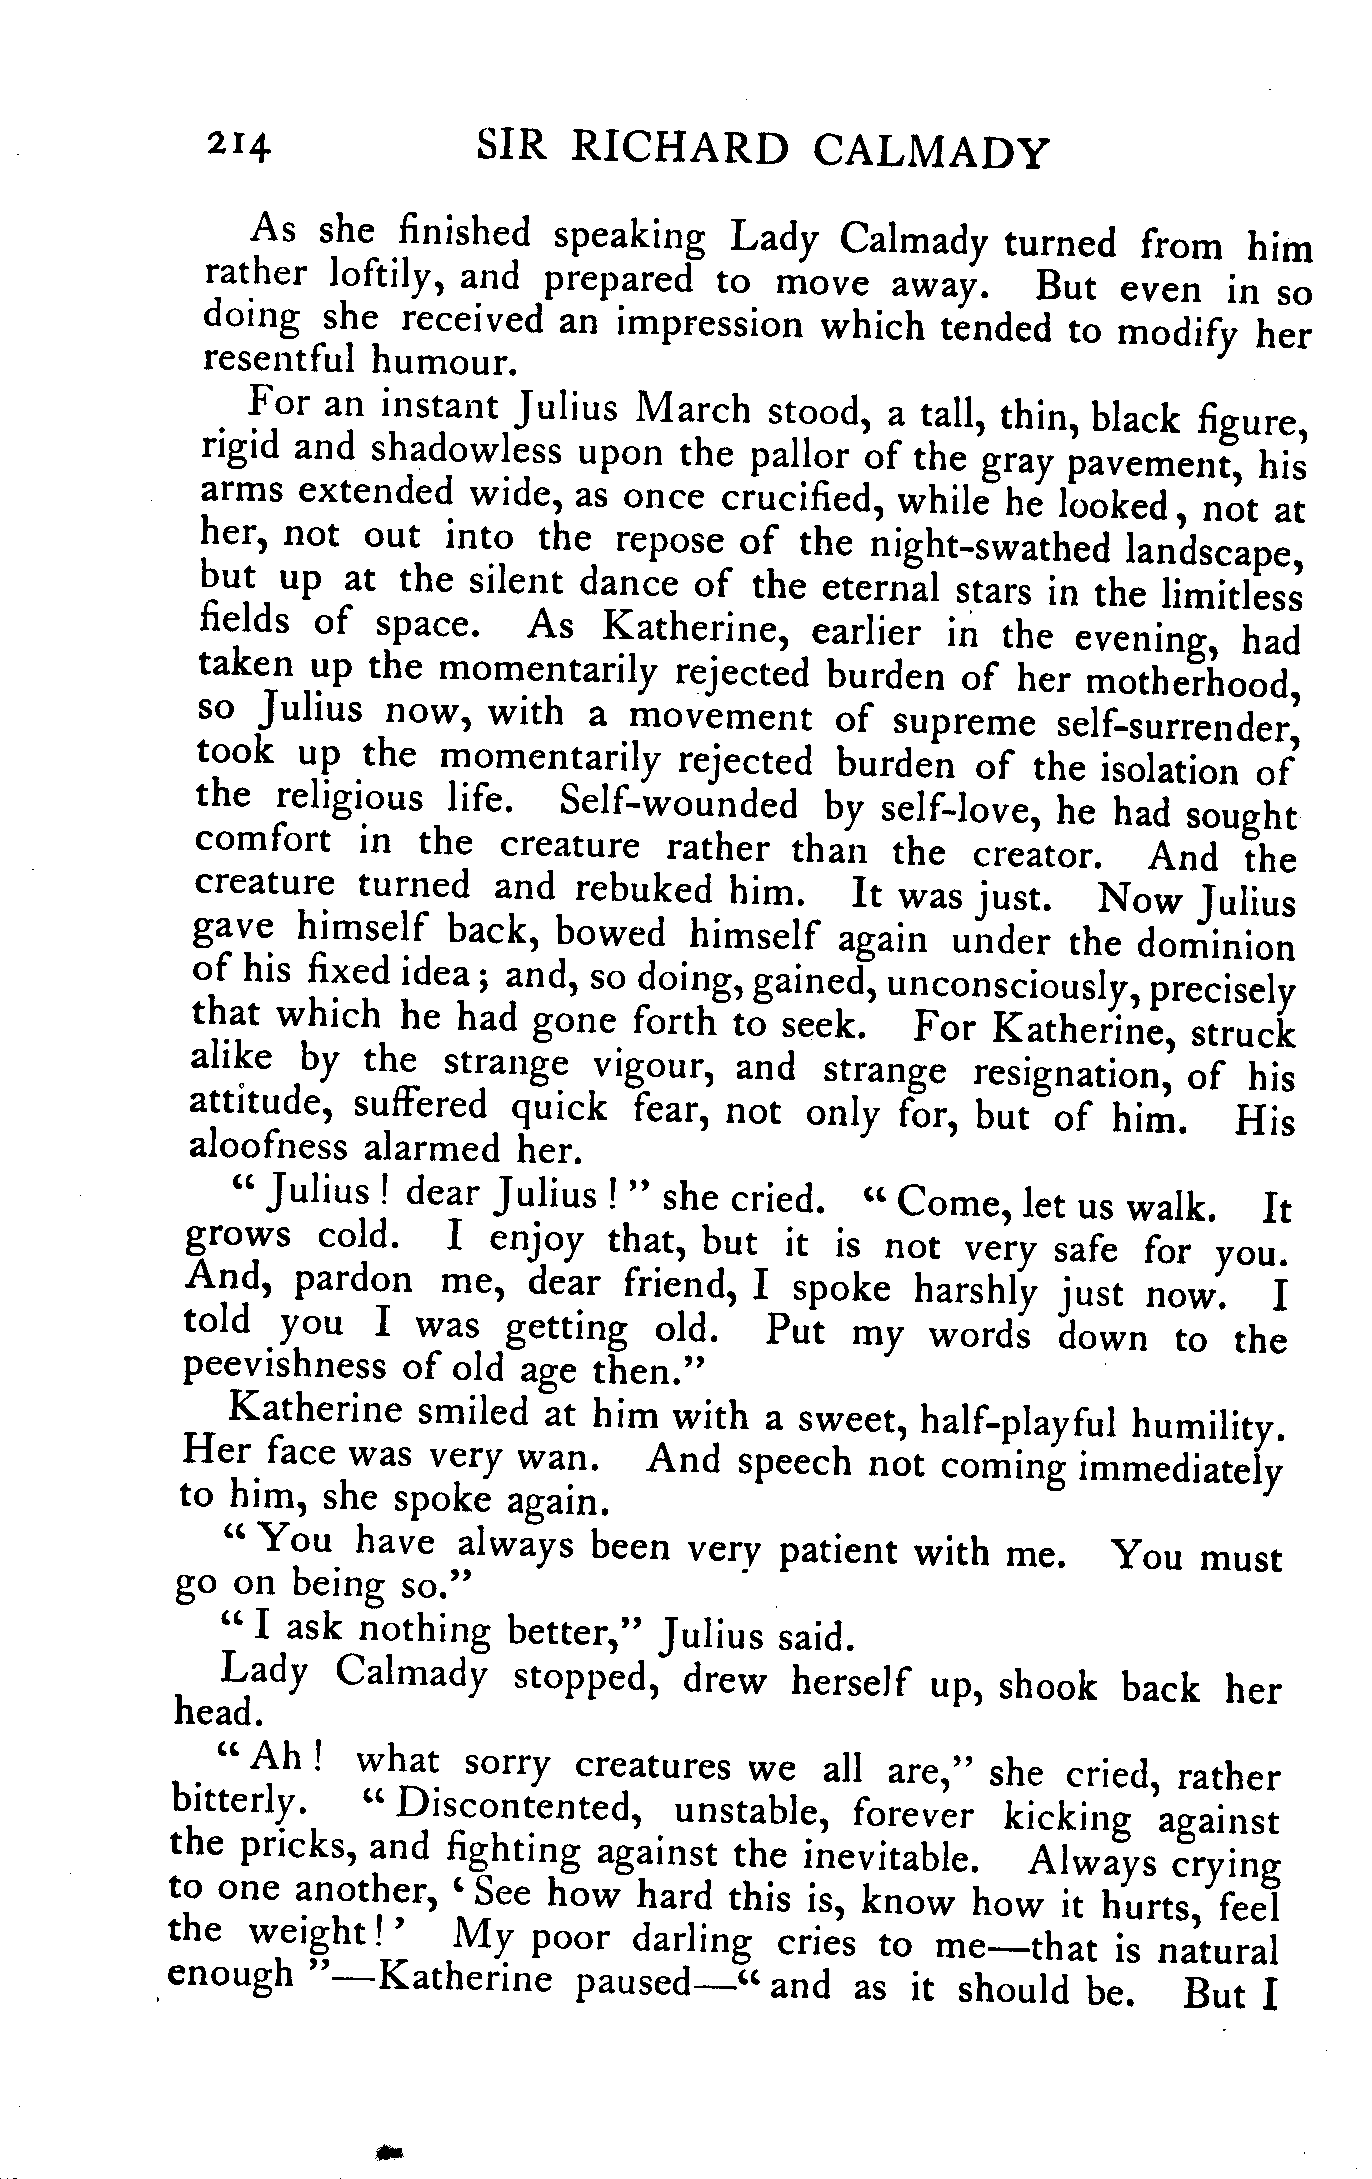 214 SIR RICHARD CALMADY
As she finished speaking Lady Calmady turned from him
rather loftily, and prepared to move away. But even in so
doing she received an impression which tended to modify her
resentful humour.
For an instant Julius March stood, a tall, thin, black figure,
rigid and shadowless upon the pallor of the gray pavement, his
arms extended wide, as once crucified, while he looked, not at
her, not out into the repose of the night-swathed landscape,
but up at the silent dance of the eternal stars in the limitless
fields of space. As Katherine, earlier in the evening, had
taken up the momentarily rejected burden of her motherhood,
so Julius now, with a movement of supreme self-surrender,
took up the momentarily rejected burden of the isolation of
the religious life. Self-wounded by self-love, he had sought
comfort in the creature rather than the creator. And the
creature turned and rebuked him. It was just. Now Julius
gave himself back, bowed himself again under the dominion
of his fixed idea; and, so doing, gained, unconsciously, precisely
that which he had gone forth to seek. For Katherine, struck
alike by the strange vigour, and strange resignation, of his
attitude, suffered quick fear, not only for, but of him. His
aloofness alarmed her.
“Julius! dear Julius!” she cried. “Come, let us walk. It
grows cold. I enjoy that, but it is not very safe for you.
And, pardon me, dear friend, I spoke harshly just now. I
told you I was getting old. Put my words down to the
peevishness of old age then.”
Katherine smiled at him with a sweet, half-playful humility.
Her face was very wan. And speech not coming immediately
to him, she spoke again.
“You have always been very patient with me. You must
go on being so.”
“I ask nothing better,” Julius said.
Lady Calmady stopped, drew herself up, shook back her
head.
“Ah! what sorry creatures we all are,” she cried, rather
bitterly. “Discontented, unstable, forever kicking against
the pricks, and fighting against the inevitable. Always crying
to one another, ‘See how hard this is, know how it hurts, feel
the weight!’ My poor darling cries to me—that is natural
enough”—Katherine paused—“and as it should be. But I